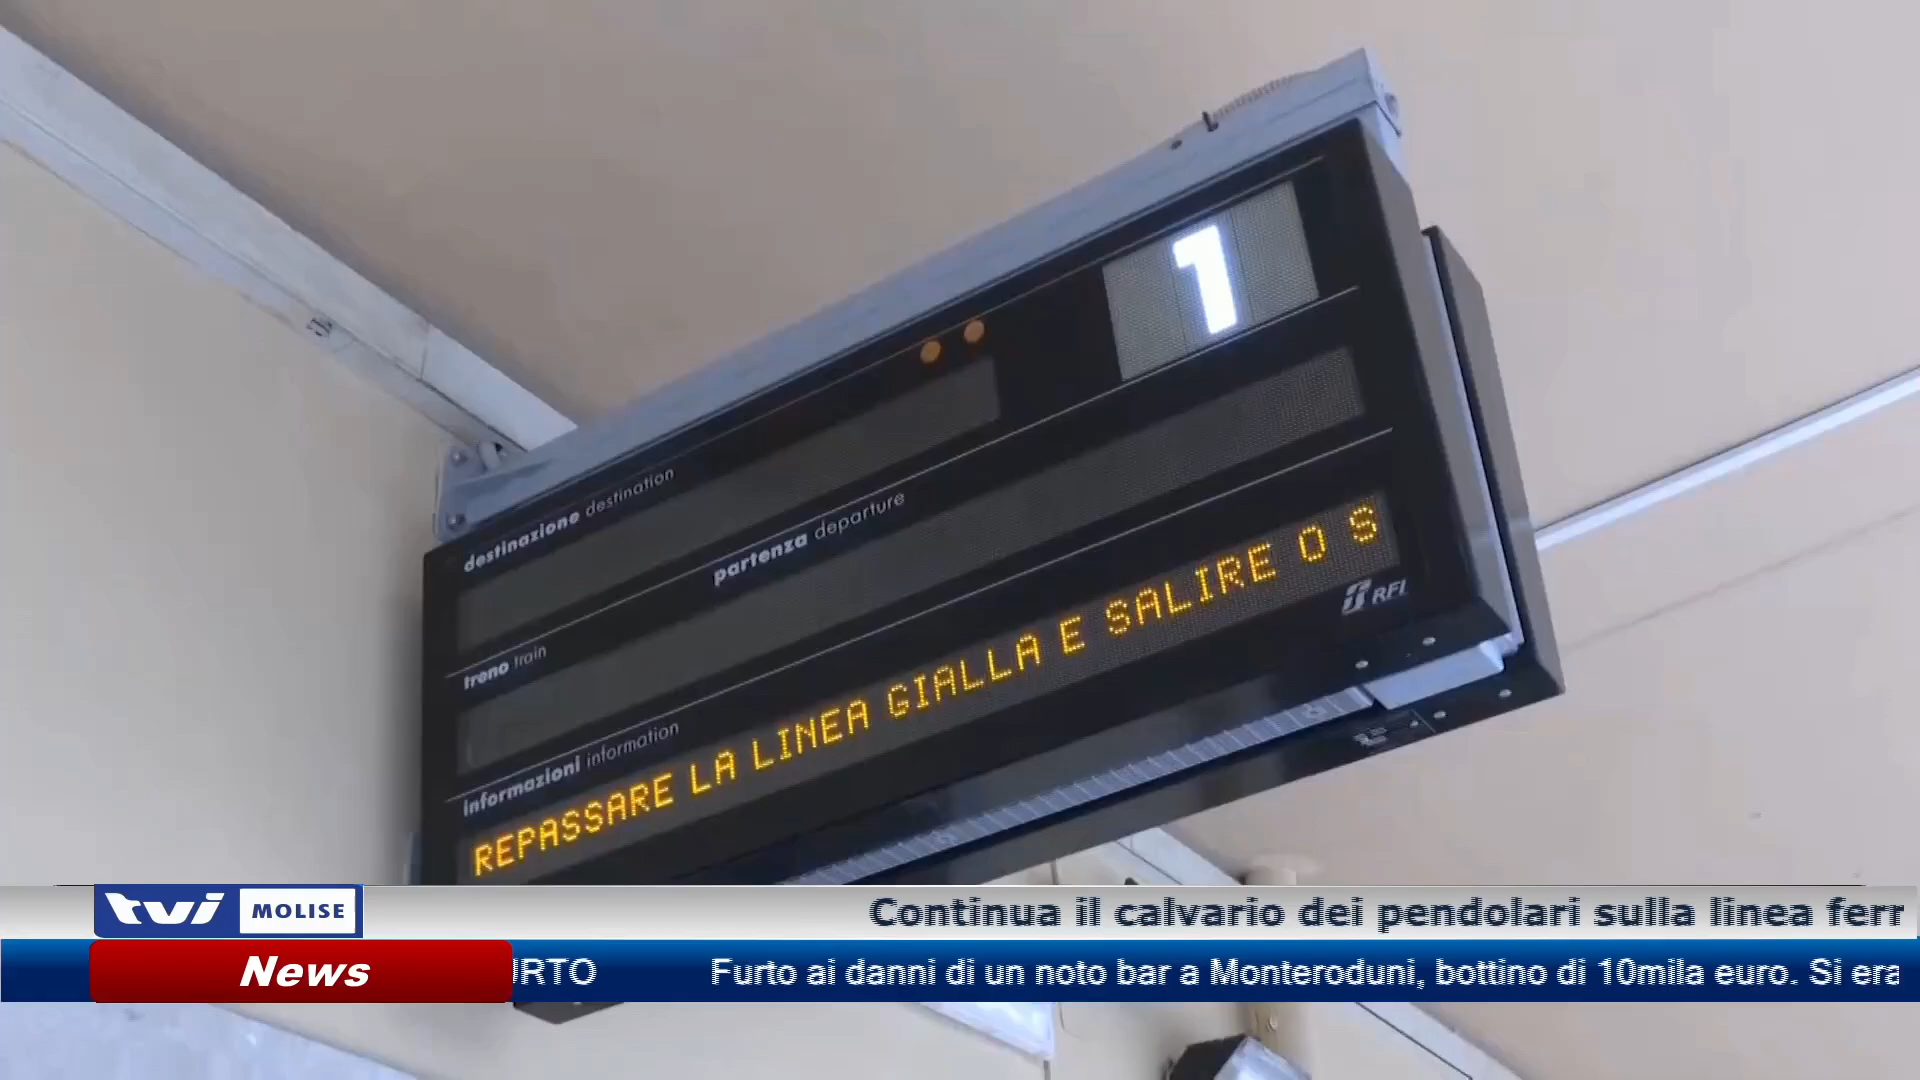 1
destinazione destination
partenza departure
treno train
informazioni information
REPASSARE LA LINEA GIALLA E SALIRE O S
RFI
tvi MOLISE
Continua il calvario dei pendolari sulla linea ferr
News
URTO Furto ai danni di un noto bar a Monteroduni, bottino di 10mila euro. Si era